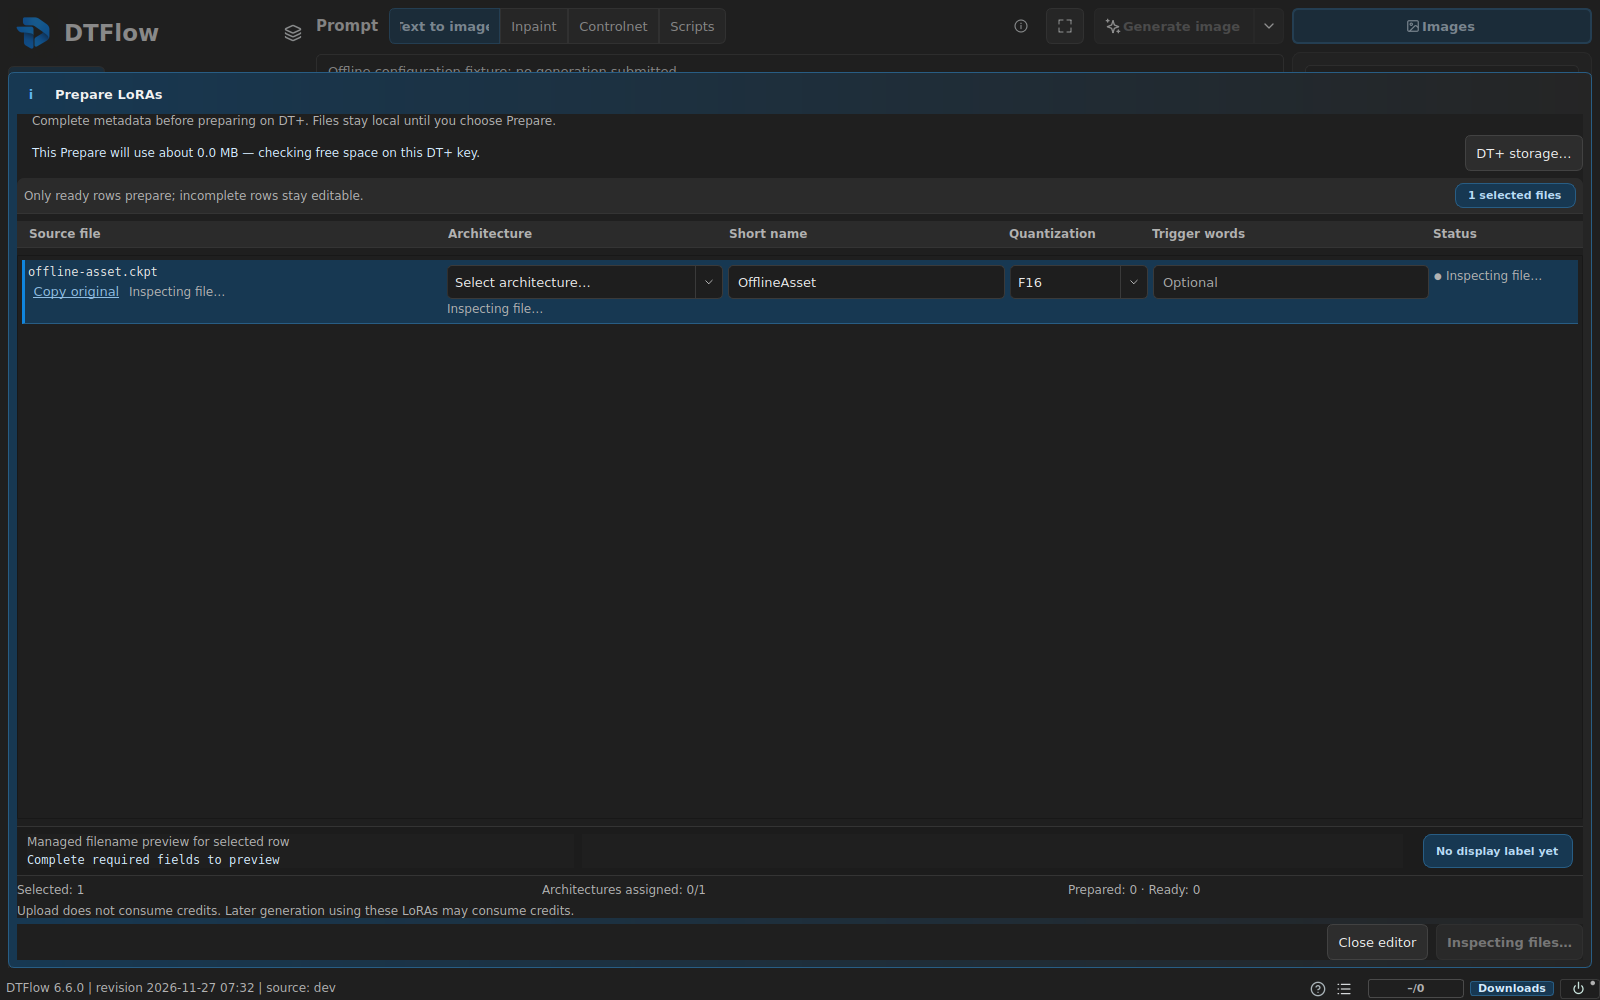 DTFlow
Prompt
Text to image
Inpaint
Controlnet
Scripts
Generate image
Images
Offline configuration fixture: no generation submitted
Prepare LoRAs
Complete metadata before preparing on DT+. Files stay local until you choose Prepare.
This Prepare will use about 0.0 MB — checking free space on this DT+ key.
DT+ storage...
Only ready rows prepare; incomplete rows stay editable.
1 selected files
Source file
Architecture
Short name
Quantization
Trigger words
Status
offline-asset.ckpt
Copy original
Inspecting file...
Select architecture...
Inspecting file...
OfflineAsset
F16
Optional
● Inspecting file...
Managed filename preview for selected row
Complete required fields to preview
No display label yet
Selected: 1
Architectures assigned: 0/1
Prepared: 0 · Ready: 0
Upload does not consume credits. Later generation using these LoRAs may consume credits.
Close editor
Inspecting files...
DTFlow 6.6.0 | revision 2026-11-27 07:32 | source: dev
-/0
Downloads